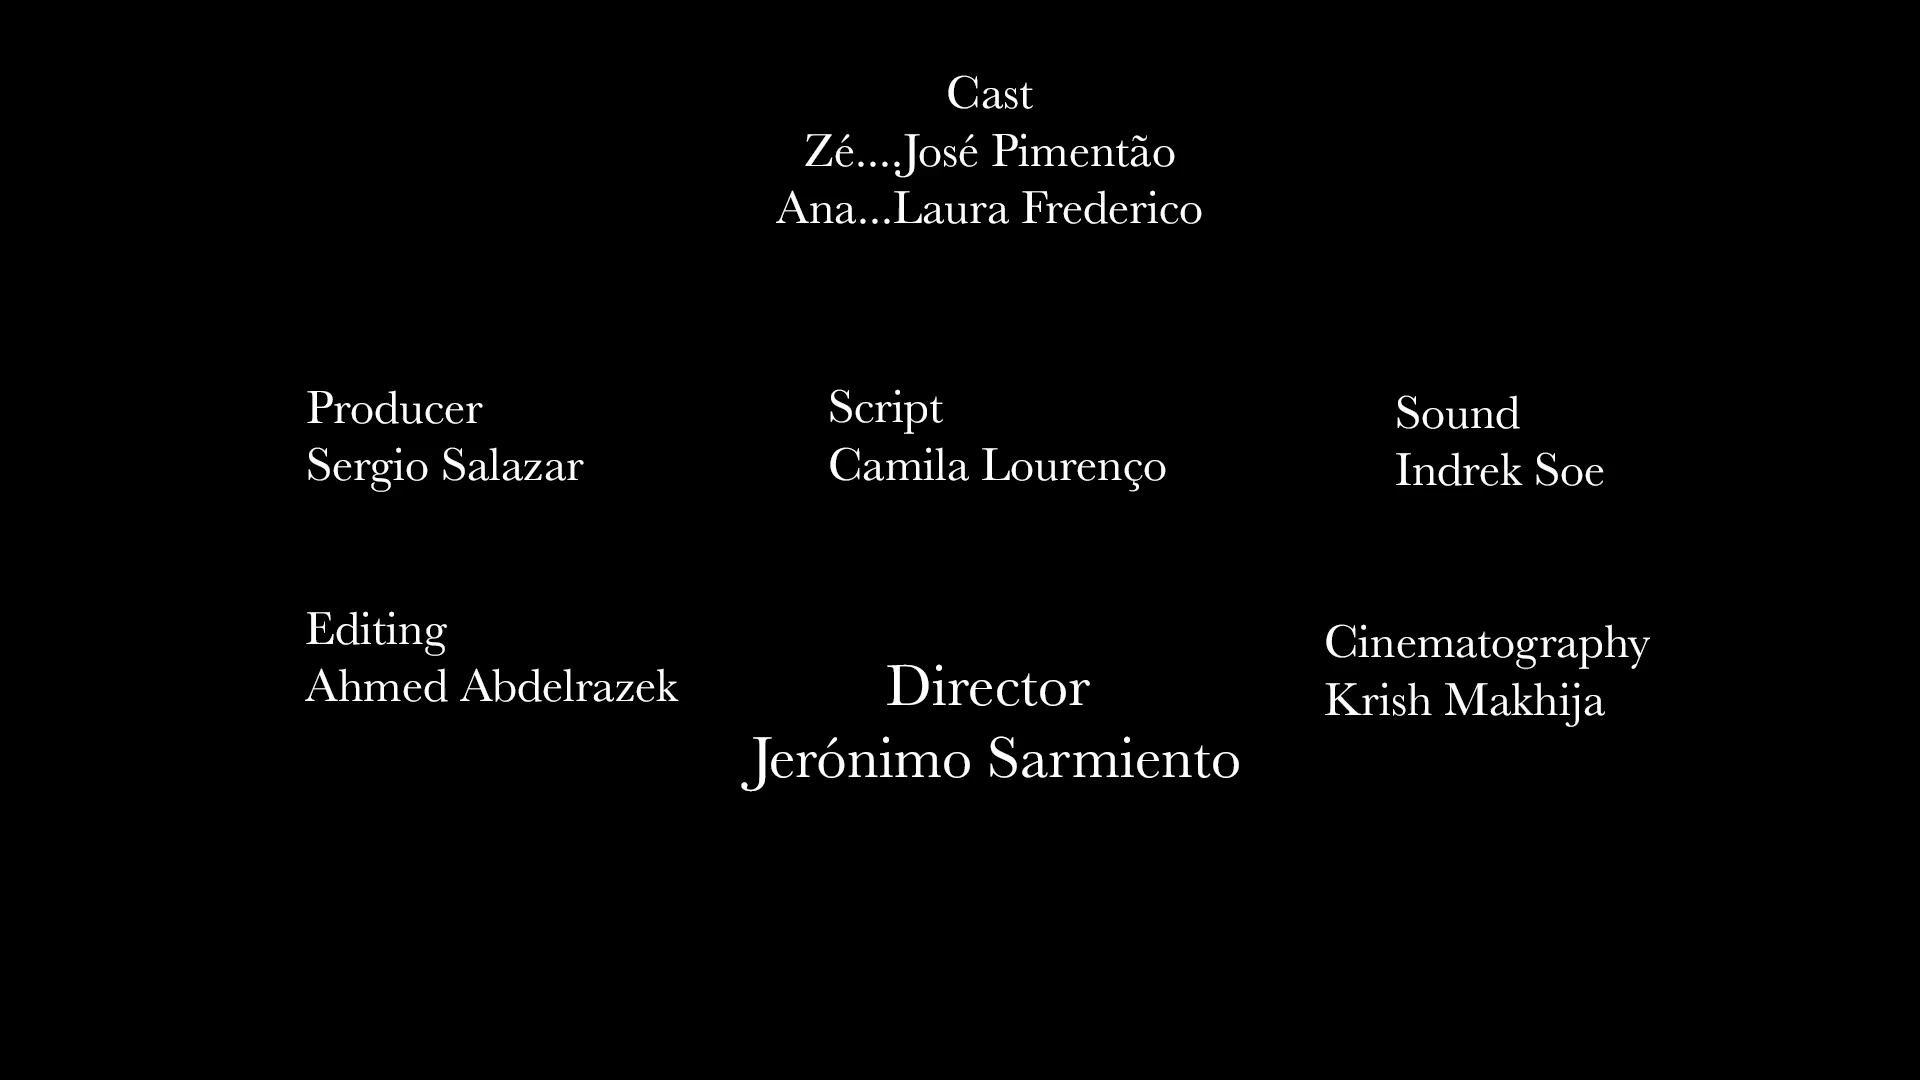 Cast
Zé....José Pimentão
Ana...Laura Frederico
Producer
Sergio Salazar
Script
Camila Lourenço
Sound
Indrek Soe
Editing
Ahmed Abdelrazek
Director
Jerónimo Sarmiento
Cinematography
Krish Makhija